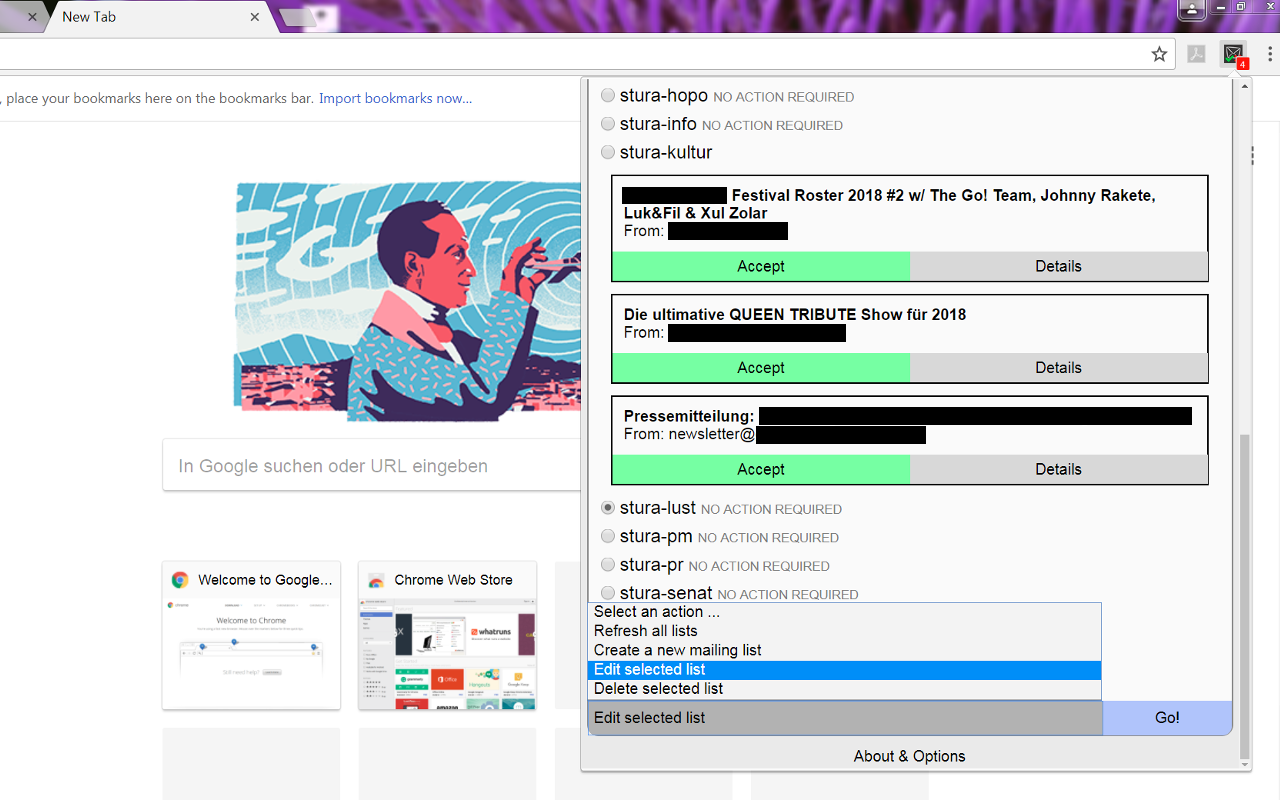 New Tab
4
, place your bookmarks here on the bookmarks bar. Import bookmarks now...
stura-hopo NO ACTION REQUIRED
stura-info NO ACTION REQUIRED
stura-kultur
Festival Roster 2018 #2 w/ The Go! Team, Johnny Rakete,
Luk&Fil & Xul Zolar
From:
Accept Details
Die ultimative QUEEN TRIBUTE Show für 2018
From:
Accept Details
Pressemitteilung:
From: newsletter@
Accept Details
In Google suchen oder URL eingeben
stura-lust NO ACTION REQUIRED
stura-pm NO ACTION REQUIRED
stura-pr NO ACTION REQUIRED
stura-senat NO ACTION REQUIRED
Welcome to Google... Chrome Web Store
Welcome to Chrome
Still need help?
whatruns
Office
amazon
Select an action ...
Refresh all lists
Create a new mailing list
Edit selected list
Delete selected list
Edit selected list Go!
About & Options